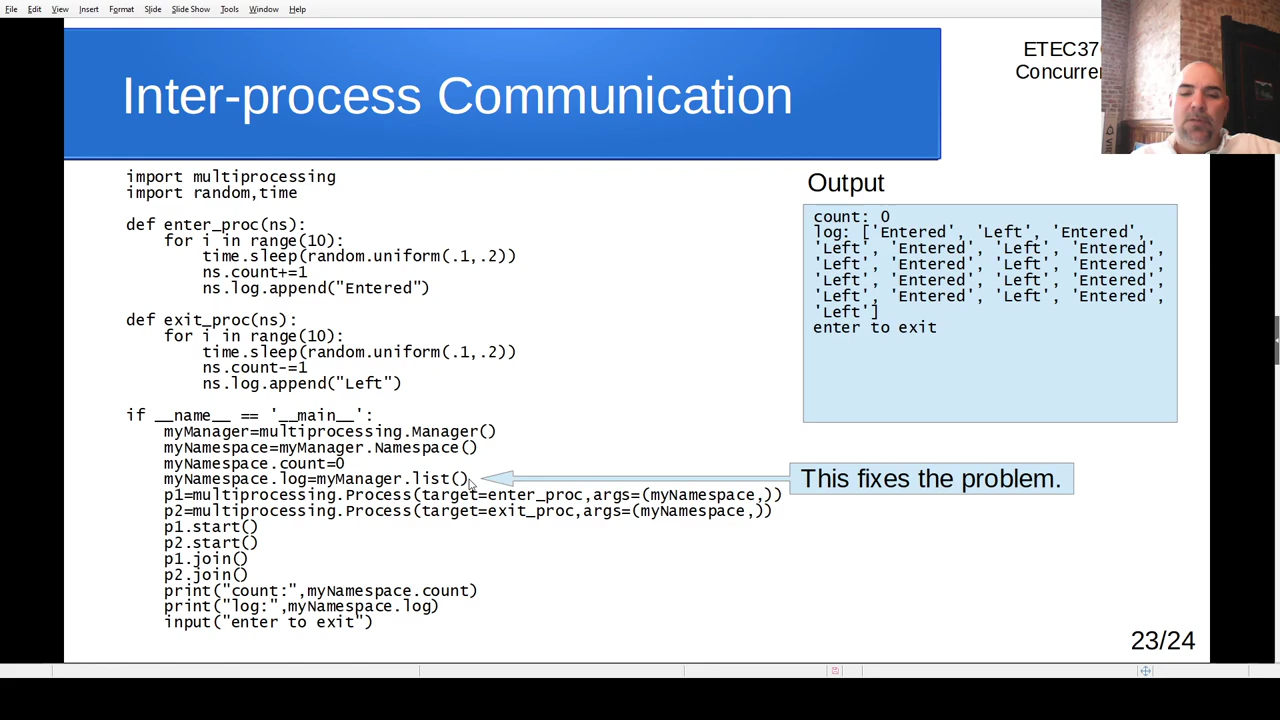 File Edit View Insert Format Slide Slide Show Tools Window Help
Inter-process Communication
ETEC37
Concurre
import multiprocessing
import random,time
def enter_proc(ns):
for i in range(10):
time.sleep(random.uniform(.1,.2))
ns.count+=1
ns.log.append("Entered")
def exit_proc(ns):
for i in range(10):
time.sleep(random.uniform(.1,.2))
ns.count-=1
ns.log.append("Left")
if __name__ == '__main__':
myManager=multiprocessing.Manager()
myNamespace=myManager.Namespace()
myNamespace.count=0
myNamespace.log=myManager.list()
p1=multiprocessing.Process(target=enter_proc,args=(myNamespace,))
p2=multiprocessing.Process(target=exit_proc,args=(myNamespace,))
p1.start()
p2.start()
p1.join()
p2.join()
print("count:",myNamespace.count)
print("log:",myNamespace.log)
input("enter to exit")
Output
count: 0
log: ['Entered', 'Left', 'Entered',
'Left', 'Entered', 'Left', 'Entered',
'Left', 'Entered', 'Left', 'Entered',
'Left', 'Entered', 'Left', 'Entered',
'Left', 'Entered', 'Left', 'Entered',
'Left']
enter to exit
This fixes the problem.
23/24